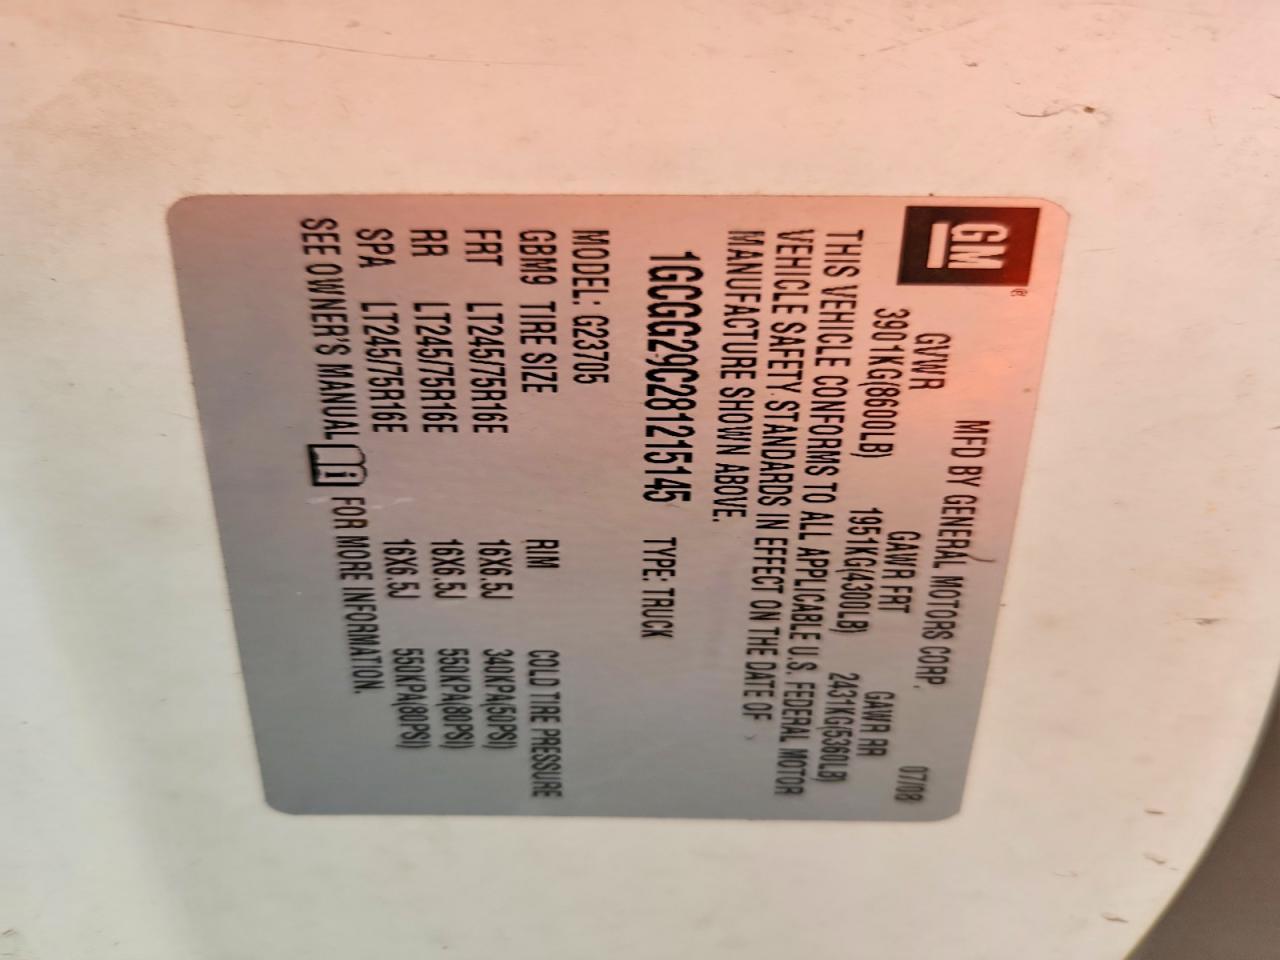 GM®
MFD BY GENERAL MOTORS CORP. 07/08
GVWR GAWR FRT GAWR RR
3901KG(8600LB) 1951KG(4300LB) 2431KG(5360LB)
THIS VEHICLE CONFORMS TO ALL APPLICABLE U.S. FEDERAL MOTOR
VEHICLE SAFETY STANDARDS IN EFFECT ON THE DATE OF
MANUFACTURE SHOWN ABOVE.
1GCGG29C281215145 TYPE: TRUCK
MODEL: G23705
GBM9 TIRE SIZE RIM COLD TIRE PRESSURE
FRT LT245/75R16E 16X6.5J 340KPA(50PSI)
RR LT245/75R16E 16X6.5J 550KPA(80PSI)
SPA LT245/75R16E 16X6.5J 550KPA(80PSI)
SEE OWNER'S MANUAL i FOR MORE INFORMATION.